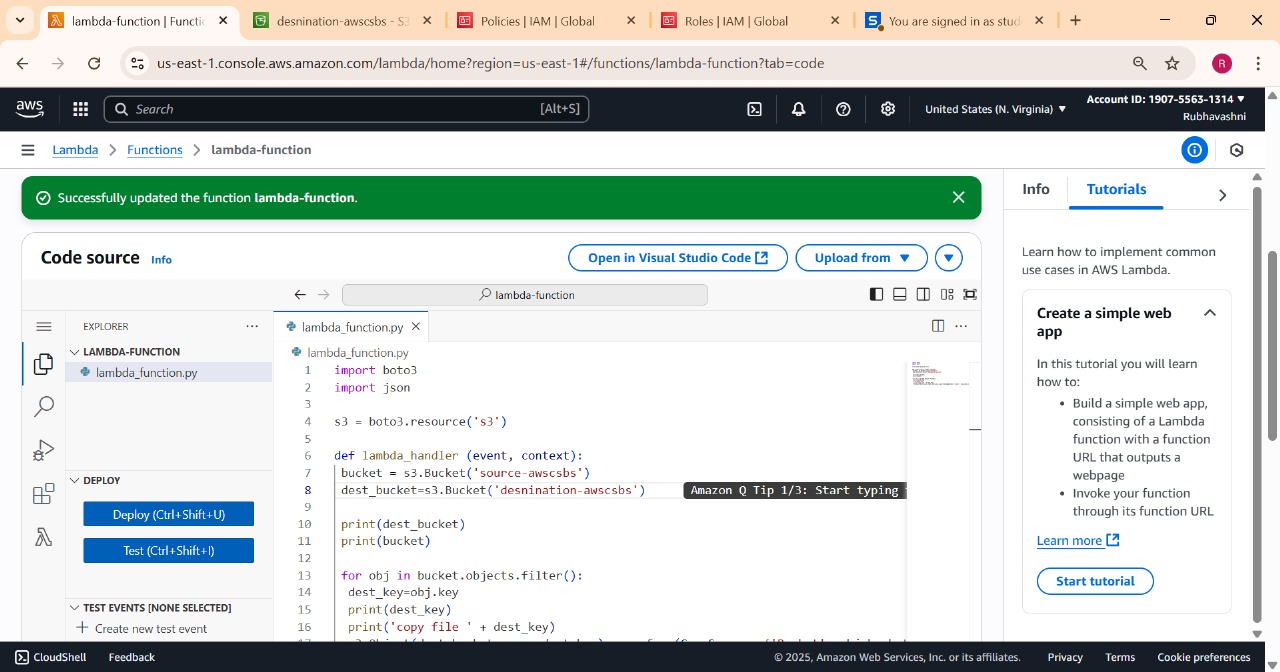 lambda-function | Functio
desnination-awscsbs - S3
Policies | IAM | Global
Roles | IAM | Global
You are signed in as stud
us-east-1.console.aws.amazon.com/lambda/home?region=us-east-1#/functions/lambda-function?tab=code
R
aws
Search
[Alt+S]
United States (N. Virginia)
Account ID: 1907-5563-1314
Rubhavashni
Lambda
Functions
lambda-function
Successfully updated the function lambda-function.
Info
Tutorials
Code source Info
Open in Visual Studio Code
Upload from
lambda-function
EXPLORER
LAMBDA-FUNCTION
lambda_function.py
DEPLOY
Deploy (Ctrl+Shift+U)
Test (Ctrl+Shift+I)
TEST EVENTS [NONE SELECTED]
Create new test event
lambda_function.py
lambda_function.py
1 import boto3
2 import json
3
4 s3 = boto3.resource('s3')
5
6 def lambda_handler (event, context):
7 bucket = s3.Bucket('source-awscsbs')
8 dest_bucket=s3.Bucket('desnination-awscsbs') Amazon Q Tip 1/3: Start typing
9
10 print(dest_bucket)
11 print(bucket)
12
13 for obj in bucket.objects.filter():
14 dest_key=obj.key
15 print(dest_key)
16 print('copy file ' + dest_key)
Learn how to implement common
use cases in AWS Lambda.
Create a simple web
app
In this tutorial you will learn
how to:
• Build a simple web app,
consisting of a Lambda
function with a function
URL that outputs a
webpage
• Invoke your function
through its function URL
Learn more
Start tutorial
CloudShell
Feedback
© 2025, Amazon Web Services, Inc. or its affiliates.
Privacy
Terms
Cookie preferences